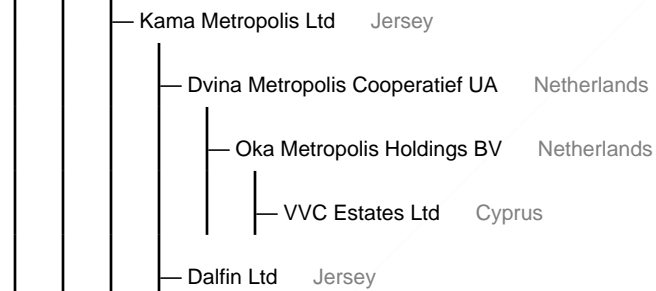 Kama Metropolis Ltd Jersey
Dvina Metropolis Cooperatief UA Netherlands
Oka Metropolis Holdings BV Netherlands
VVC Estates Ltd Cyprus
Dalfin Ltd Jersey